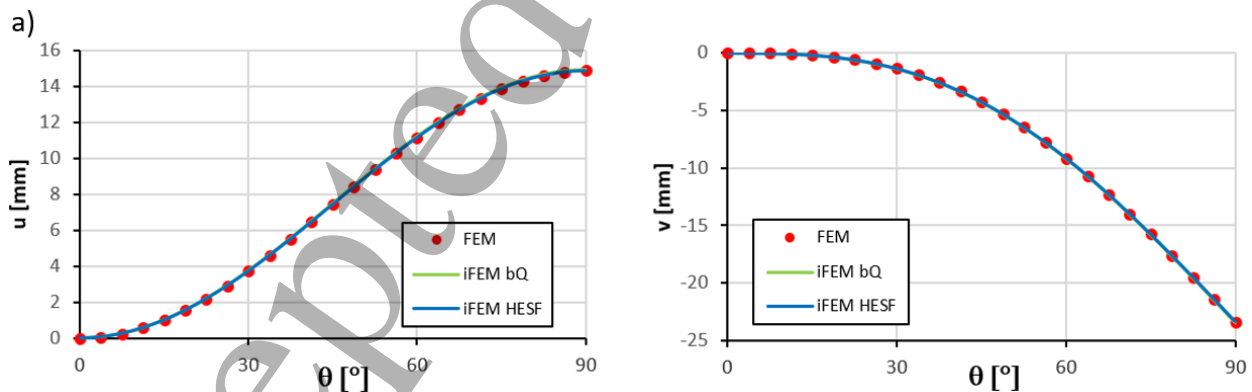 a)
16
14
12
10
8
6
4
2
0
u [mm]
0
30
60
90
θ [º]
FEM
iFEM bQ
iFEM HESF
0
-5
-10
-15
-20
-25
v [mm]
0
30
60
90
θ [º]
FEM
iFEM bQ
iFEM HESF
epted